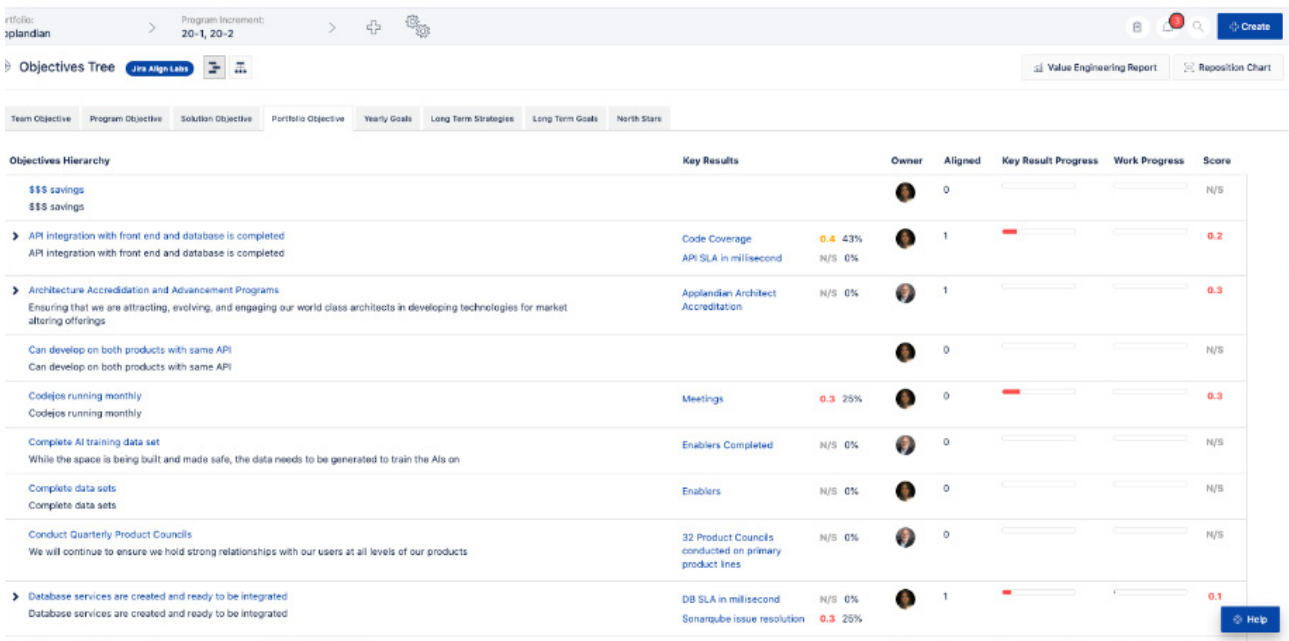 Program Increment:
20-1, 20-2
3
Create
Objectives Tree
Jira Align Labs
Value Engineering Report
Reposition Chart
Team Objective
Program Objective
Solution Objective
Portfolio Objective
Yearly Goals
Long Term Strategies
Long Term Goals
North Stars
Objectives Hierarchy
Key Results
Owner
Aligned
Key Result Progress
Work Progress
Score
$$$ savings
0
N/S
$$$ savings
API integration with front end and database is completed
Code Coverage
0.4 43%
1
0.2
API integration with front end and database is completed
API SLA in millisecond
N/S 0%
Architecture Accredidation and Advancement Programs
Applandian Architect
Accreditation
N/S 0%
1
0.3
Ensuring that we are attracting, evolving, and engaging our world class architects in developing technologies for market
altering offerings
Can develop on both products with same API
0
N/S
Can develop on both products with same API
Codejos running monthly
Meetings
0.3 25%
0
0.3
Codejos running monthly
Complete AI training data set
Enablers Completed
N/S 0%
0
N/S
While the space is being built and made safe, the data needs to be generated to train the AIs on
Complete data sets
Enablers
N/S 0%
0
N/S
Complete data sets
Conduct Quarterly Product Councils
32 Product Councils
conducted on primary
product lines
N/S 0%
0
N/S
We will continue to ensure we hold strong relationships with our users at all levels of our products
Database services are created and ready to be integrated
DB SLA in millisecond
N/S 0%
1
0.1
Database services are created and ready to be integrated
Sonarqube issue resolution
0.3 25%
Help